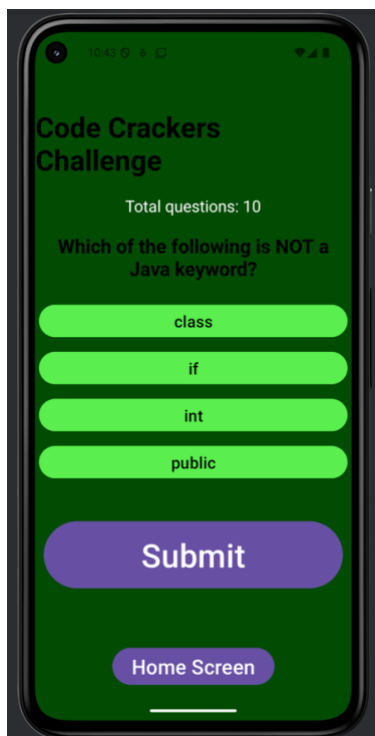 10:43
Code Crackers
Challenge
Total questions: 10
Which of the following is NOT a
Java keyword?
class
if
int
public
Submit
Home Screen